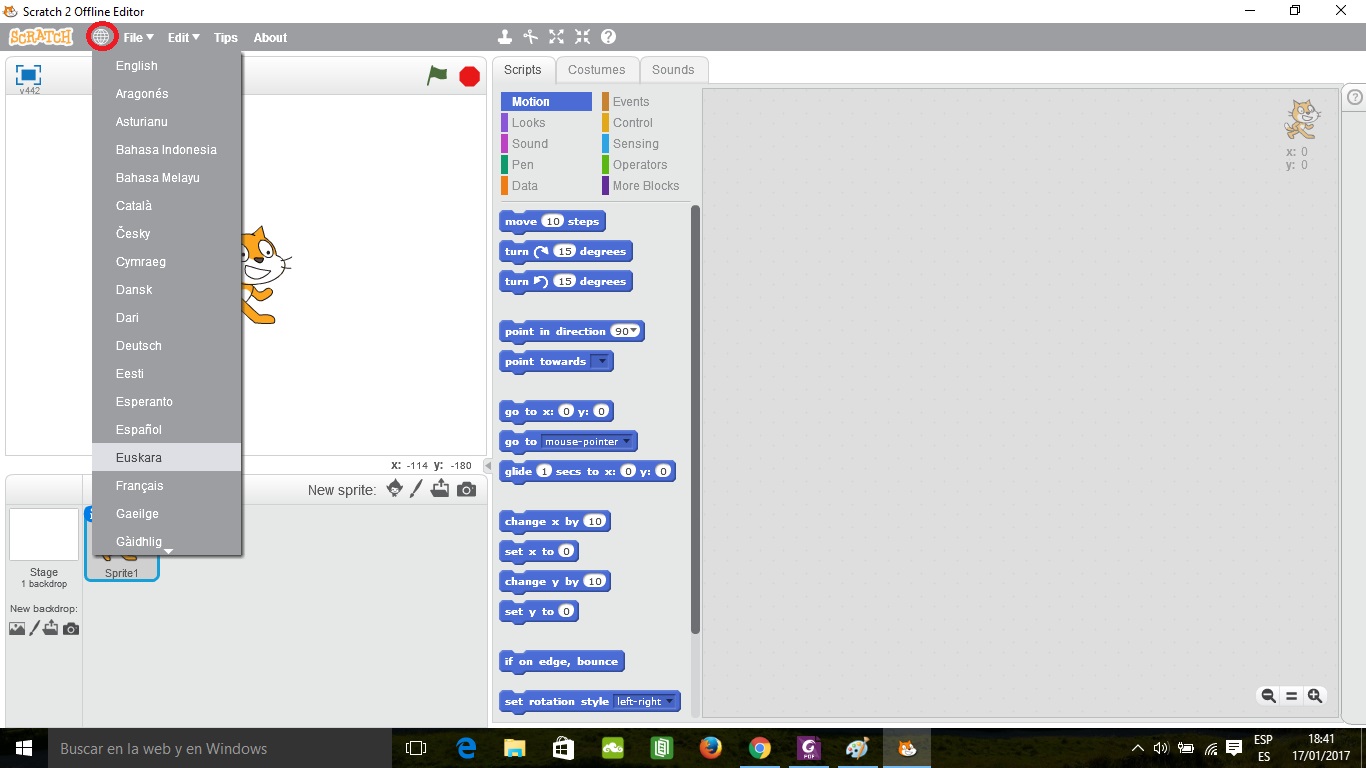 Scratch 2 Offline Editor
SCRATCH File Edit Tips About
v442
English
Aragonés
Asturianu
Bahasa Indonesia
Bahasa Melayu
Català
Česky
Cymraeg
Dansk
Dari
Deutsch
Eesti
Esperanto
Español
Euskara
Français
Gaeilge
Gàidhlig
x: -114 y: -180
New sprite:
Stage
1 backdrop
New backdrop:
Sprite1
Scripts Costumes Sounds
Motion Events
Looks Control
Sound Sensing
Pen Operators
Data More Blocks
move 10 steps
turn 15 degrees
turn 15 degrees
point in direction 90
point towards
go to x: 0 y: 0
go to mouse-pointer
glide 1 secs to x: 0 y: 0
change x by 10
set x to 0
change y by 10
set y to 0
if on edge, bounce
set rotation style left-right
x: 0
y: 0
Buscar en la web y en Windows
ESP
ES
18:41
17/01/2017